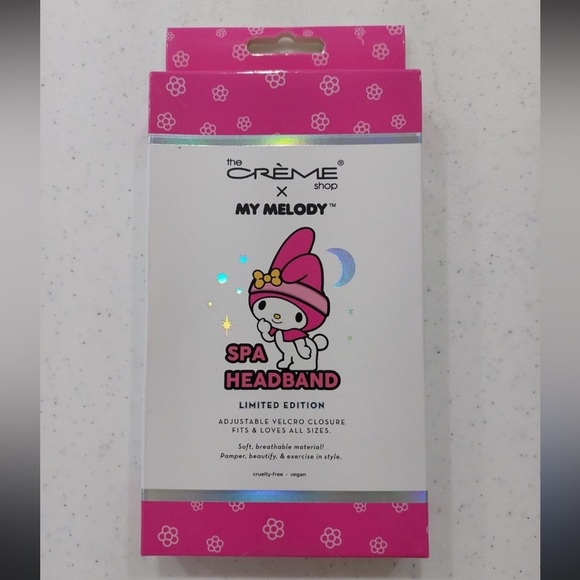 the
CRÈME®
shop
X
MY MELODY™
SPA
HEADBAND
LIMITED EDITION
ADJUSTABLE VELCRO CLOSURE
FITS & LOVES ALL SIZES.
Soft, breathable material!
Pamper, beautify, & exercise in style.
cruelty-free • vegan